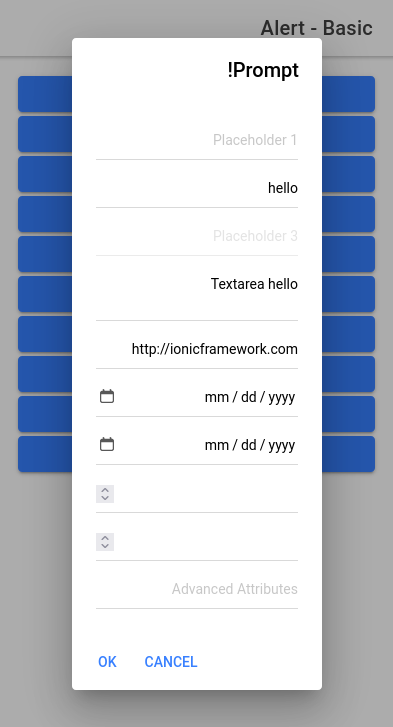 Alert - Basic
!Prompt
Placeholder 1
hello
Placeholder 3
Textarea hello
http://ionicframework.com
mm / dd / yyyy
mm / dd / yyyy
Advanced Attributes
OK CANCEL